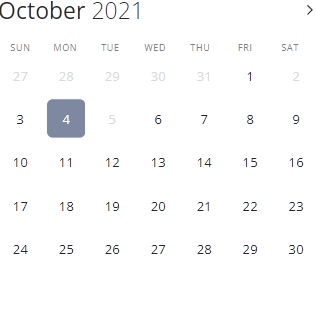 October 2021
SUN MON TUE WED THU FRI SAT
27 28 29 30 31 1 2
3 4 5 6 7 8 9
10 11 12 13 14 15 16
17 18 19 20 21 22 23
24 25 26 27 28 29 30